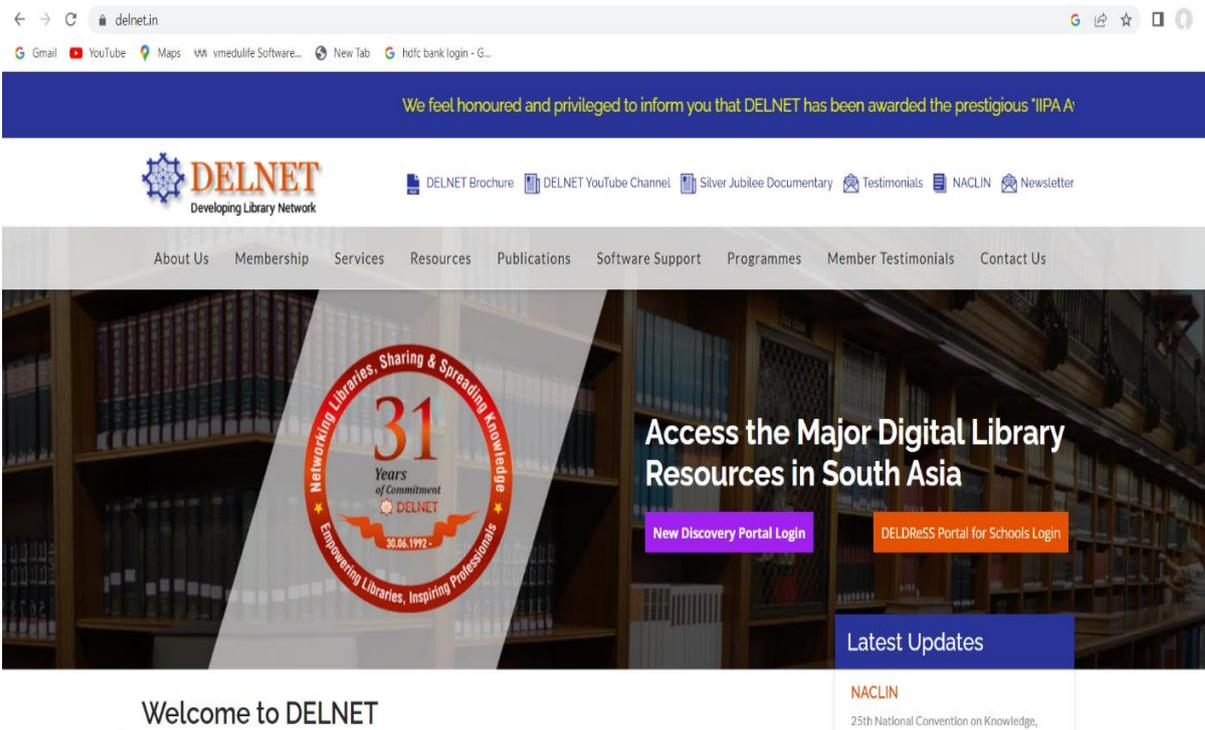 delnet.in
Gmail YouTube Maps vmedulife Software... New Tab hdfc bank login - G...
We feel honoured and privileged to inform you that DELNET has been awarded the prestigious "IIPA A
DELNET
Developing Library Network
DELNET Brochure DELNET YouTube Channel Silver Jubilee Documentary Testimonials NACLIN Newsletter
About Us Membership Services Resources Publications Software Support Programmes Member Testimonials Contact Us
Networking Libraries, Sharing & Spreading Knowledge
31
Years
of Commitment
DELNET
30.06.1992 -
Empowering Libraries, Inspiring Professionals
Access the Major Digital Library
Resources in South Asia
New Discovery Portal Login DELDReSS Portal for Schools Login
Latest Updates
NACLIN
25th National Convention on Knowledge,
Welcome to DELNET